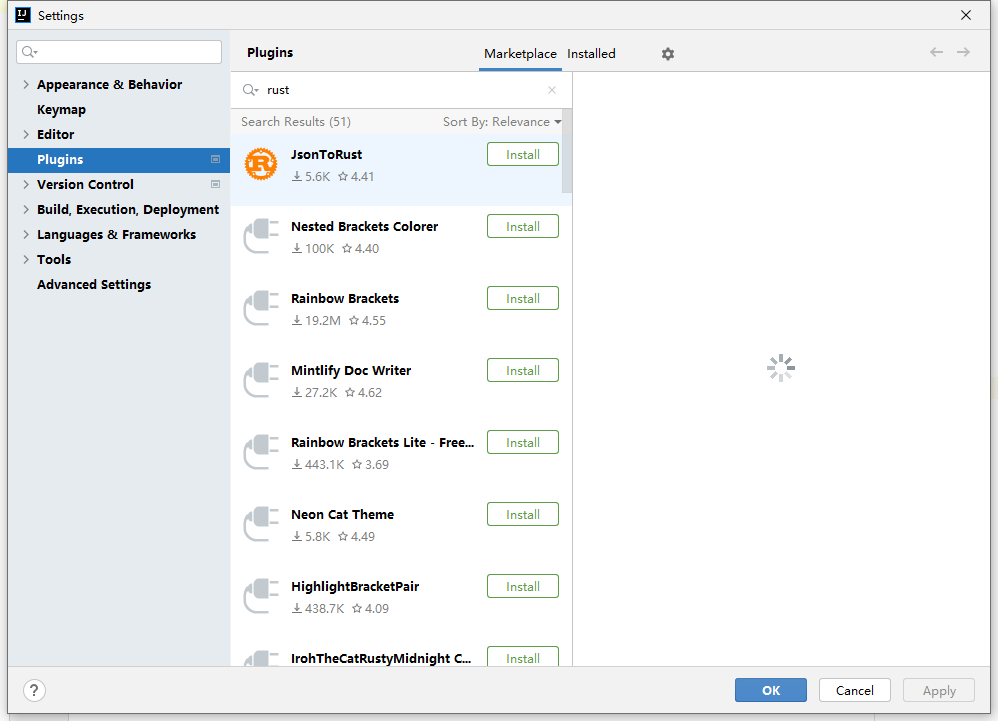 IJ
Settings
Appearance & Behavior
Keymap
Editor
Plugins
Version Control
Build, Execution, Deployment
Languages & Frameworks
Tools
Advanced Settings
Plugins
Marketplace
Installed
rust
Search Results (51)
Sort By: Relevance
JsonToRust
Install
5.6K 4.41
Nested Brackets Colorer
Install
100K 4.40
Rainbow Brackets
Install
19.2M 4.55
Mintlify Doc Writer
Install
27.2K 4.62
Rainbow Brackets Lite - Free...
Install
443.1K 3.69
Neon Cat Theme
Install
5.8K 4.49
HighlightBracketPair
Install
438.7K 4.09
IrohTheCatRustyMidnight C...
Install
?
OK
Cancel
Apply